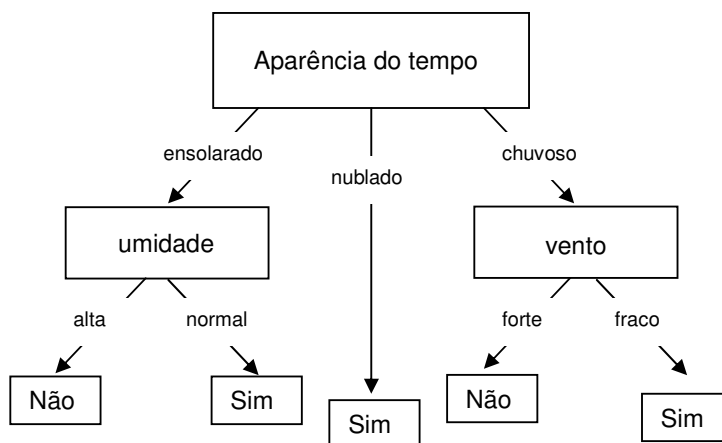 Aparência do tempo
ensolarado
nublado
chuvoso
umidade
vento
alta
normal
forte
fraco
Não
Sim
Sim
Não
Sim